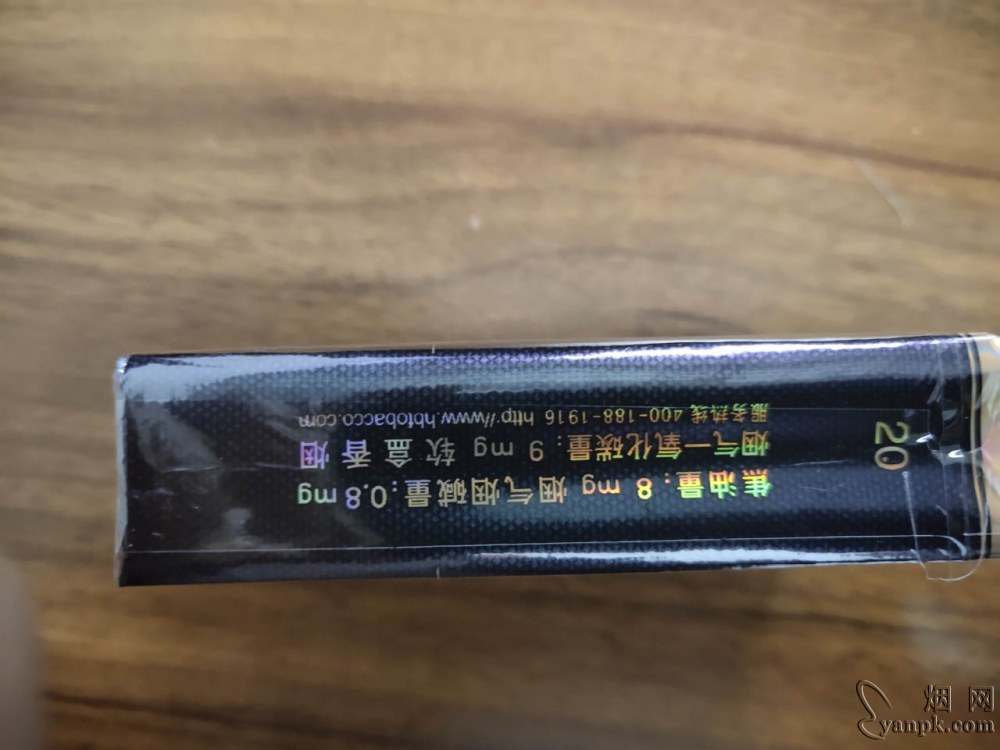 焦油量：8 mg 烟气烟碱量：0.8 mg
烟气一氧化碳量：9 mg 软盒香烟
服务热线 400-188-1916 http://www.hbtobacco.com
20
烟网
yanpk.com